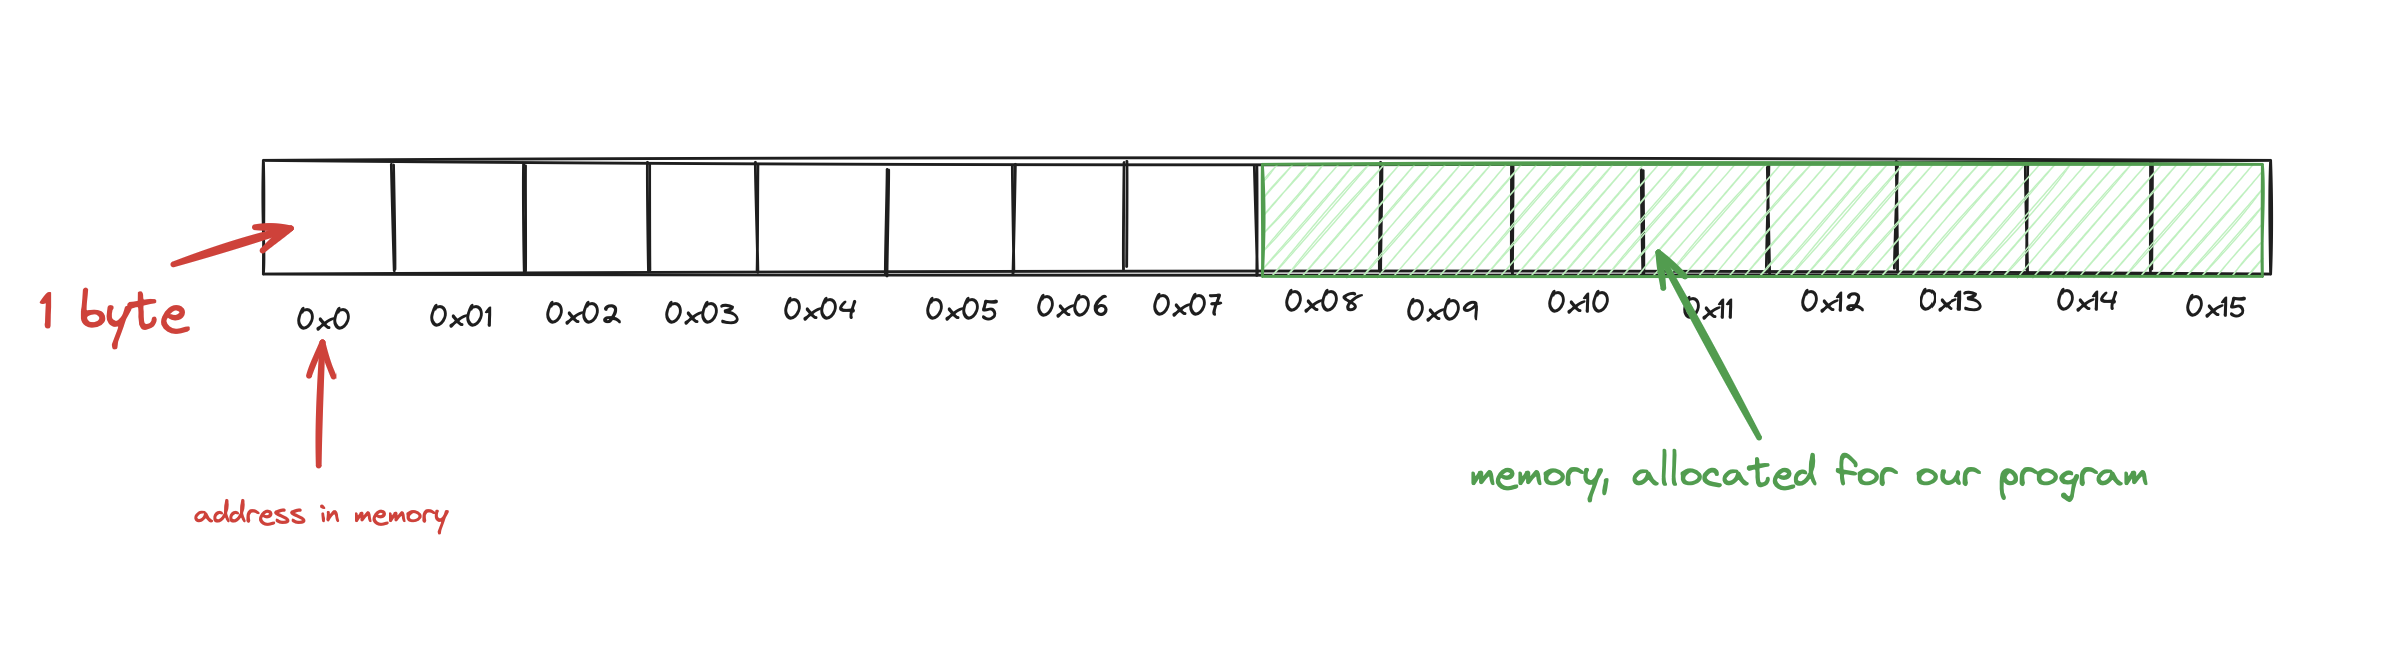 1 byte
0x0
0x01
0x02
0x03
0x04
0x05
0x06
0x07
0x08
0x09
0x10
0x11
0x12
0x13
0x14
0x15
address in memory
memory, allocated for our program